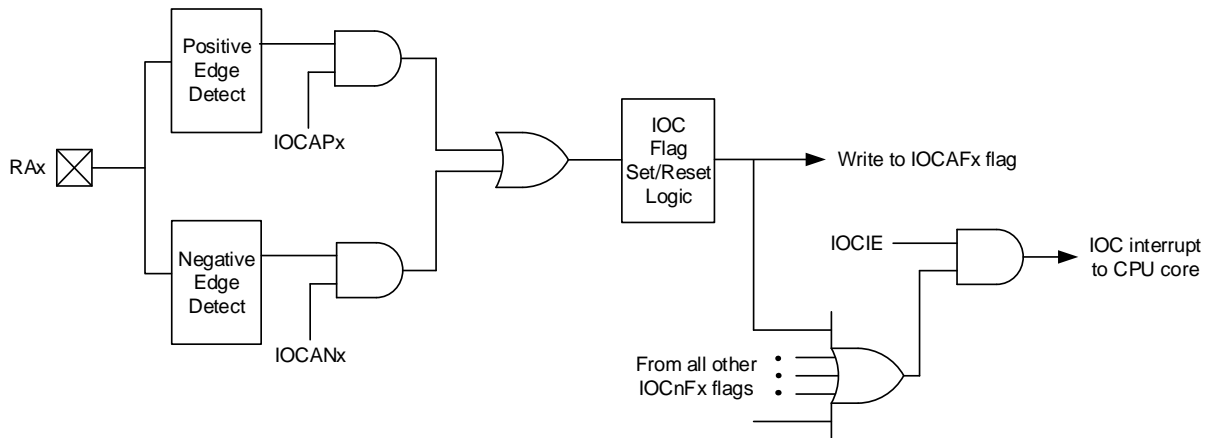 Positive
Edge
Detect
IOCAPx
RAx
Negative
Edge
Detect
IOCANx
IOC
Flag
Set/Reset
Logic
Write to IOCAFx flag
IOCIE
IOC interrupt
to CPU core
From all other
IOCnFx flags